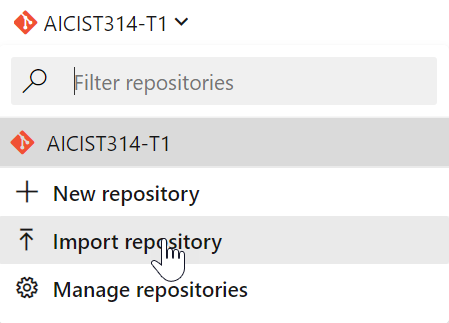 AICIST314-T1
Filter repositories
AICIST314-T1
New repository
Import repository
Manage repositories